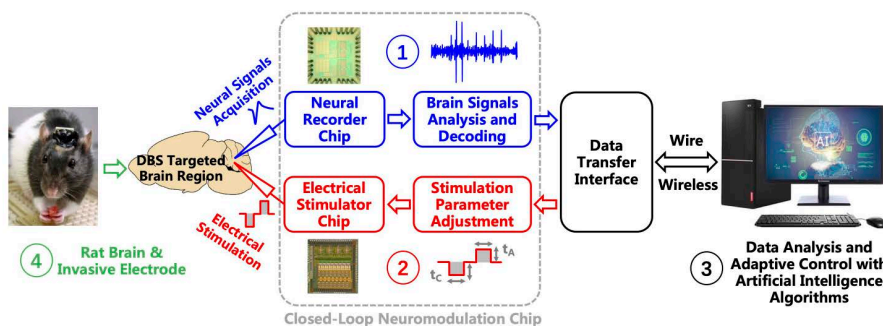 1
Neural Signals
Acquisition
Neural
Recorder
Chip
Brain Signals
Analysis and
Decoding
DBS Targeted
Brain Region
Data
Transfer
Interface
Wire
Wireless
AI
Electrical
Stimulation
Electrical
Stimulator
Chip
Stimulation
Parameter
Adjustment
4
Rat Brain &
Invasive Electrode
2
tC
tA
3
Data Analysis and
Adaptive Control with
Artificial Intelligence
Algorithms
Closed-Loop Neuromodulation Chip